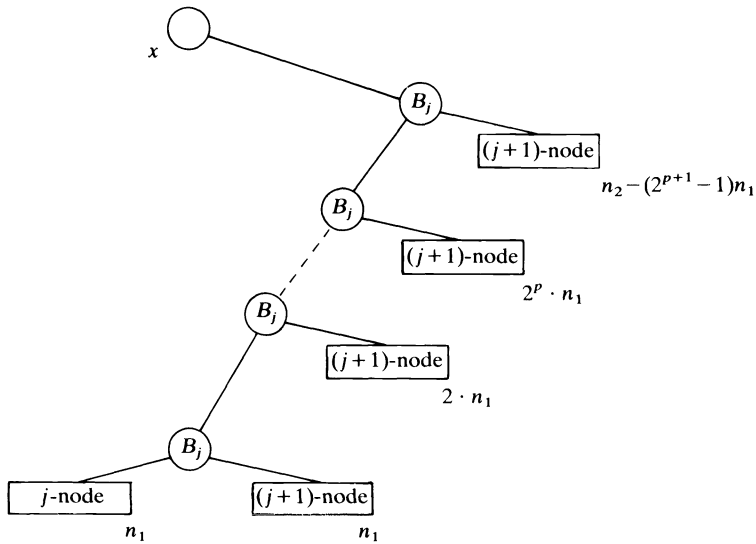 x
B_j
(j+1)-node
n_2−(2^{p+1}−1)n_1
B_j
(j+1)-node
2^p · n_1
B_j
(j+1)-node
2 · n_1
B_j
j-node
(j+1)-node
n_1
n_1